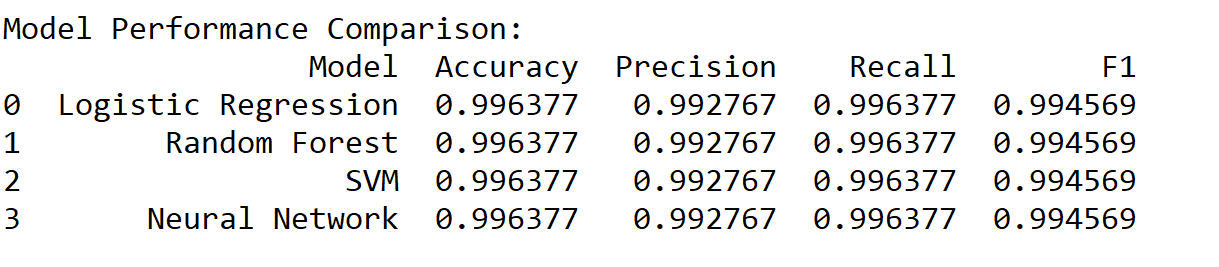 Model Performance Comparison:
Model Accuracy Precision Recall F1
0 Logistic Regression 0.996377 0.992767 0.996377 0.994569
1 Random Forest 0.996377 0.992767 0.996377 0.994569
2 SVM 0.996377 0.992767 0.996377 0.994569
3 Neural Network 0.996377 0.992767 0.996377 0.994569